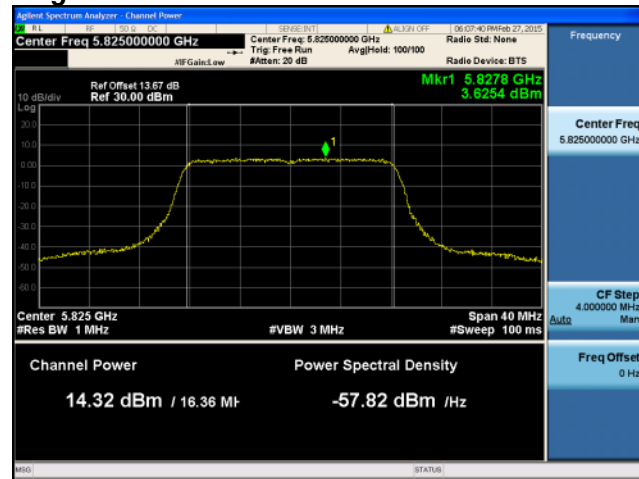 Agilent Spectrum Analyzer - Channel Power
RL RF 50 Ω DC SENSE:INT ALIGN OFF 06:07:40 PM Feb 27, 2015
Center Freq 5.825000000 GHz
Center Freq: 5.825000000 GHz
Radio Std: None
Trig: Free Run Avg|Hold: 100/100
#IFGain:Low #Atten: 20 dB Radio Device: BTS
Frequency
Mkr1 5.8278 GHz
3.6254 dBm
Ref Offset 13.67 dB
10 dB/div Ref 30.00 dBm
Log
20.0
10.0
0.00
-10.0
-20.0
-30.0
-40.0
-50.0
-60.0
1
Center 5.825 GHz Span 40 MHz
#Res BW 1 MHz #VBW 3 MHz #Sweep 100 ms
Channel Power Power Spectral Density
14.32 dBm / 16.36 MH -57.82 dBm /Hz
Center Freq
5.825000000 GHz
CF Step
4.000000 MHz
Auto Man
Freq Offset
0 Hz
MSG STATUS